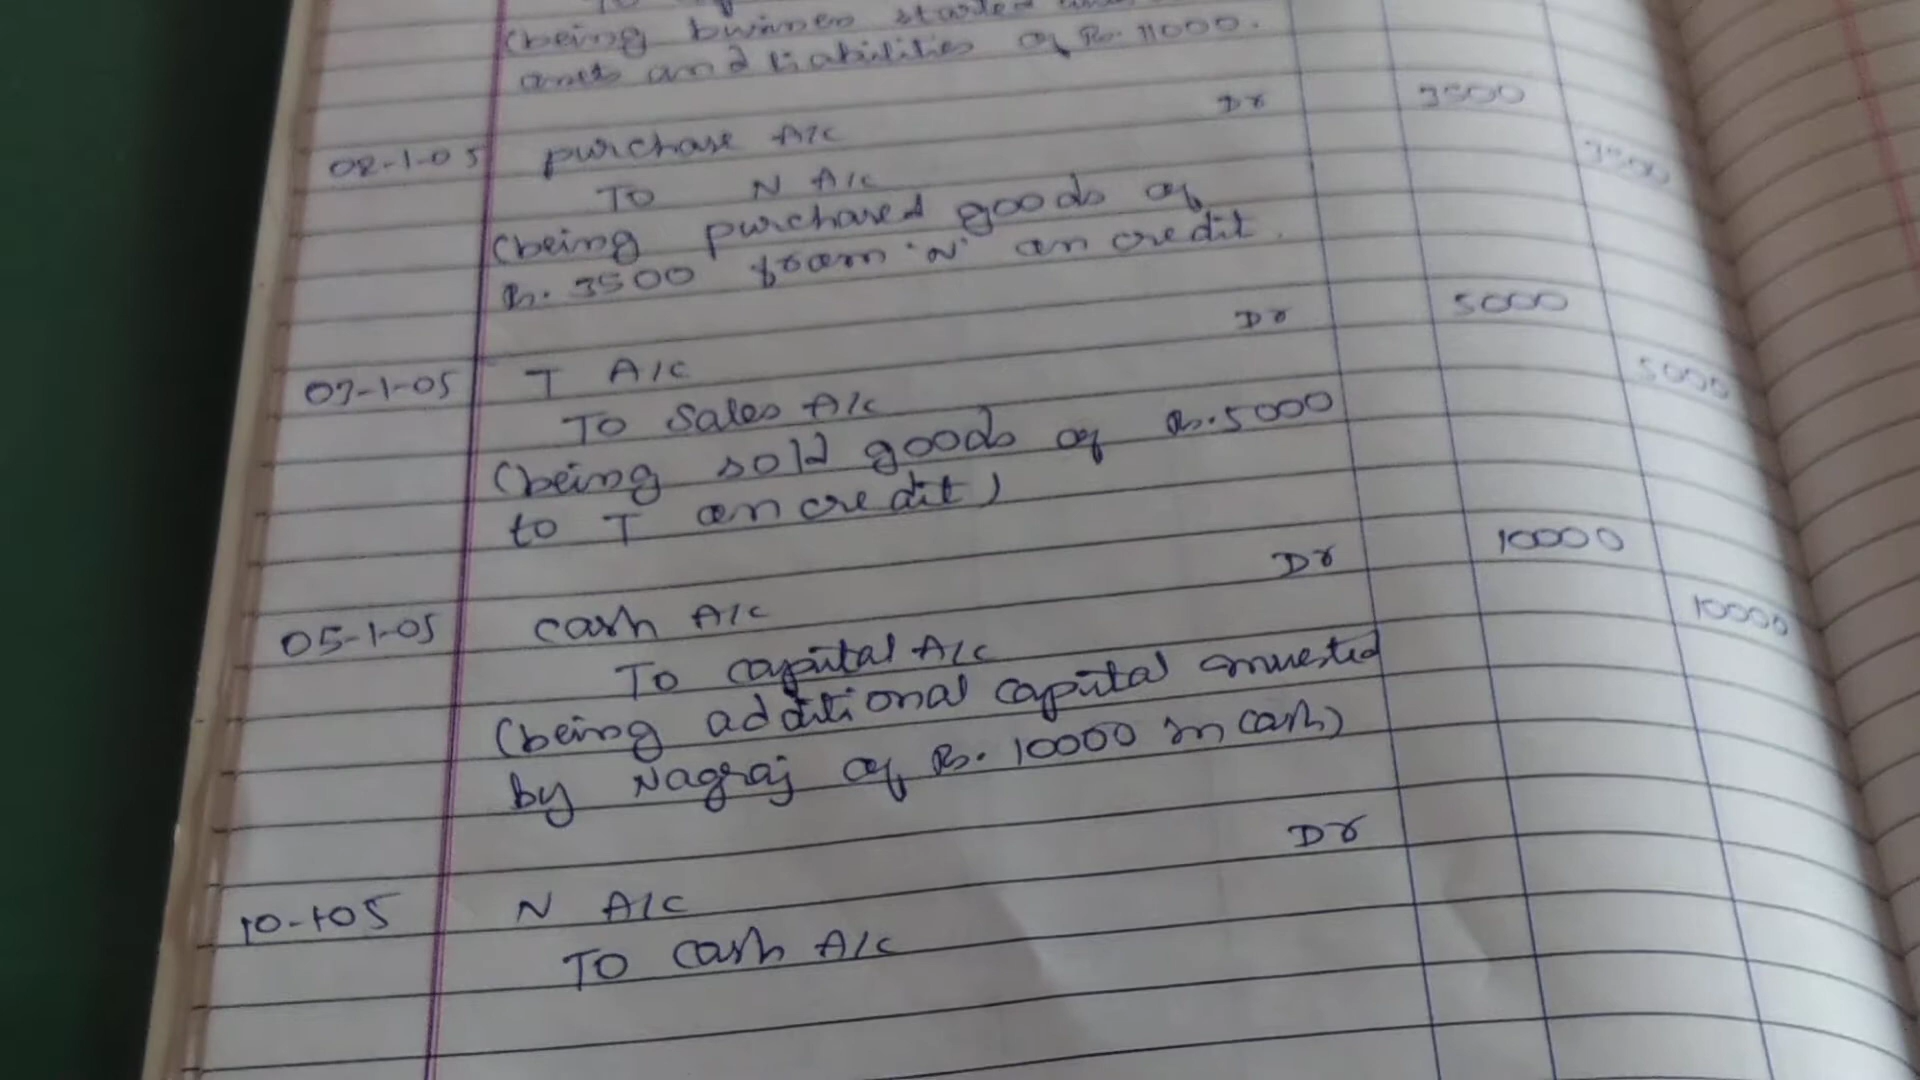 (being business started
assets and liabilities of Rs. 11000.
Dr 3500
02-1-05 purchase A/c
To N A/c 3500
(being purchased goods of
Rs. 3500 from 'N' on credit.
Dr 5000
07-1-05 T A/c
To Sales A/c 5000
(being sold goods of Rs. 5000
to T on credit)
Dr 10000
05-1-05 cash A/c
To capital A/c 10000
(being additional capital invested
by Nagraj of Rs. 10000 in cash)
Dr
10-1-05 N A/c
To cash A/c